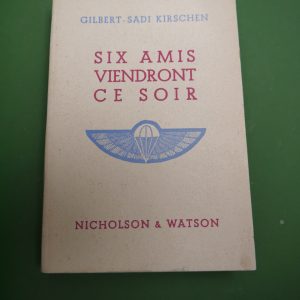 GILBERT-SADI KIRSCHEN
SIX AMIS
VIENDRONT
CE SOIR
NICHOLSON & WATSON